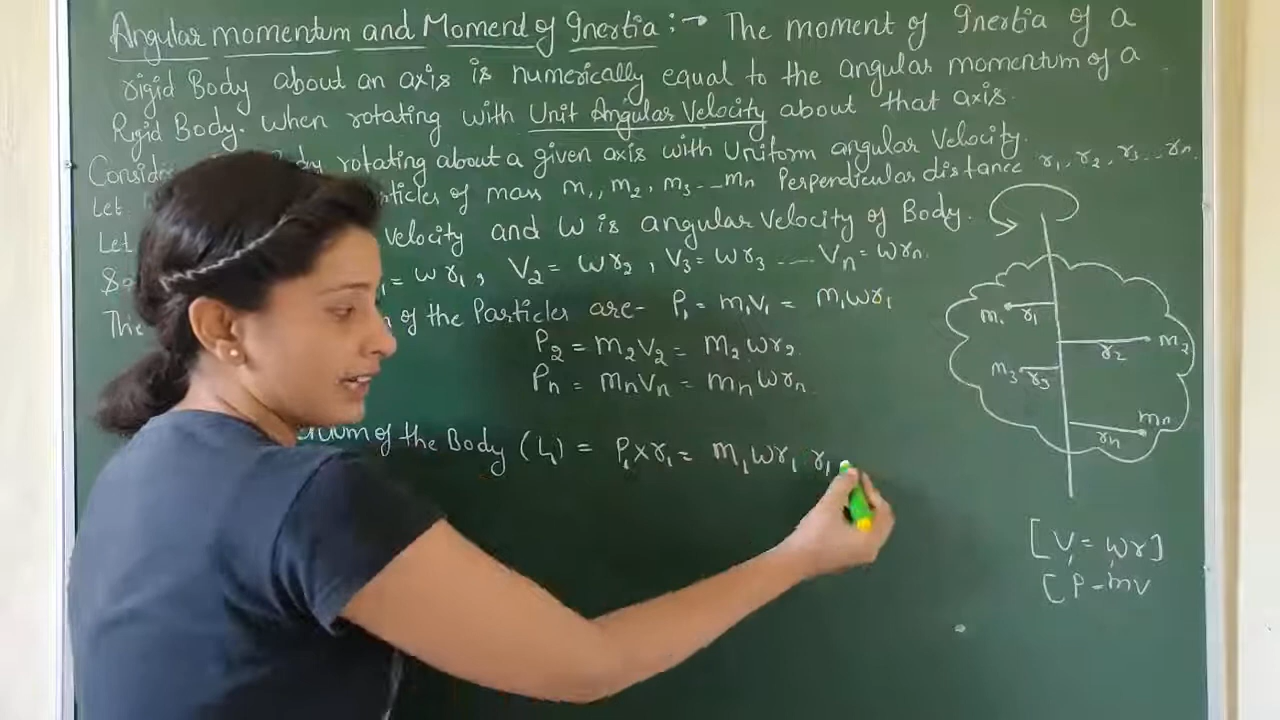 Angular momentum and Moment of Inertia :→ The moment of Inertia of a
rigid Body about an axis is numerically equal to the angular momentum of a
Rigid Body. when rotating with Unit Angular Velocity about that axis.
rotating about a given axis with Uniform angular Velocity.
Let of mass m1, m2, m3 -- mn Perpendicular distance r1, r2, r3 ... rn.
Let Velocity and W is angular Velocity of Body.
= ωr1, V2 = ωr2, V3 = ωr3 ---- Vn = ωrn.
of the Particles are- P1 = m1V1 = m1ωr1
P2 = m2V2 = m2ωr2.
Pn = mnVn = mnωrn.
of the Body (L1) = P1×r1 = m1ωr1 r1
m1 r1
r2 m2
m3 r3
rn mn
[V = ωr]
[P = mv